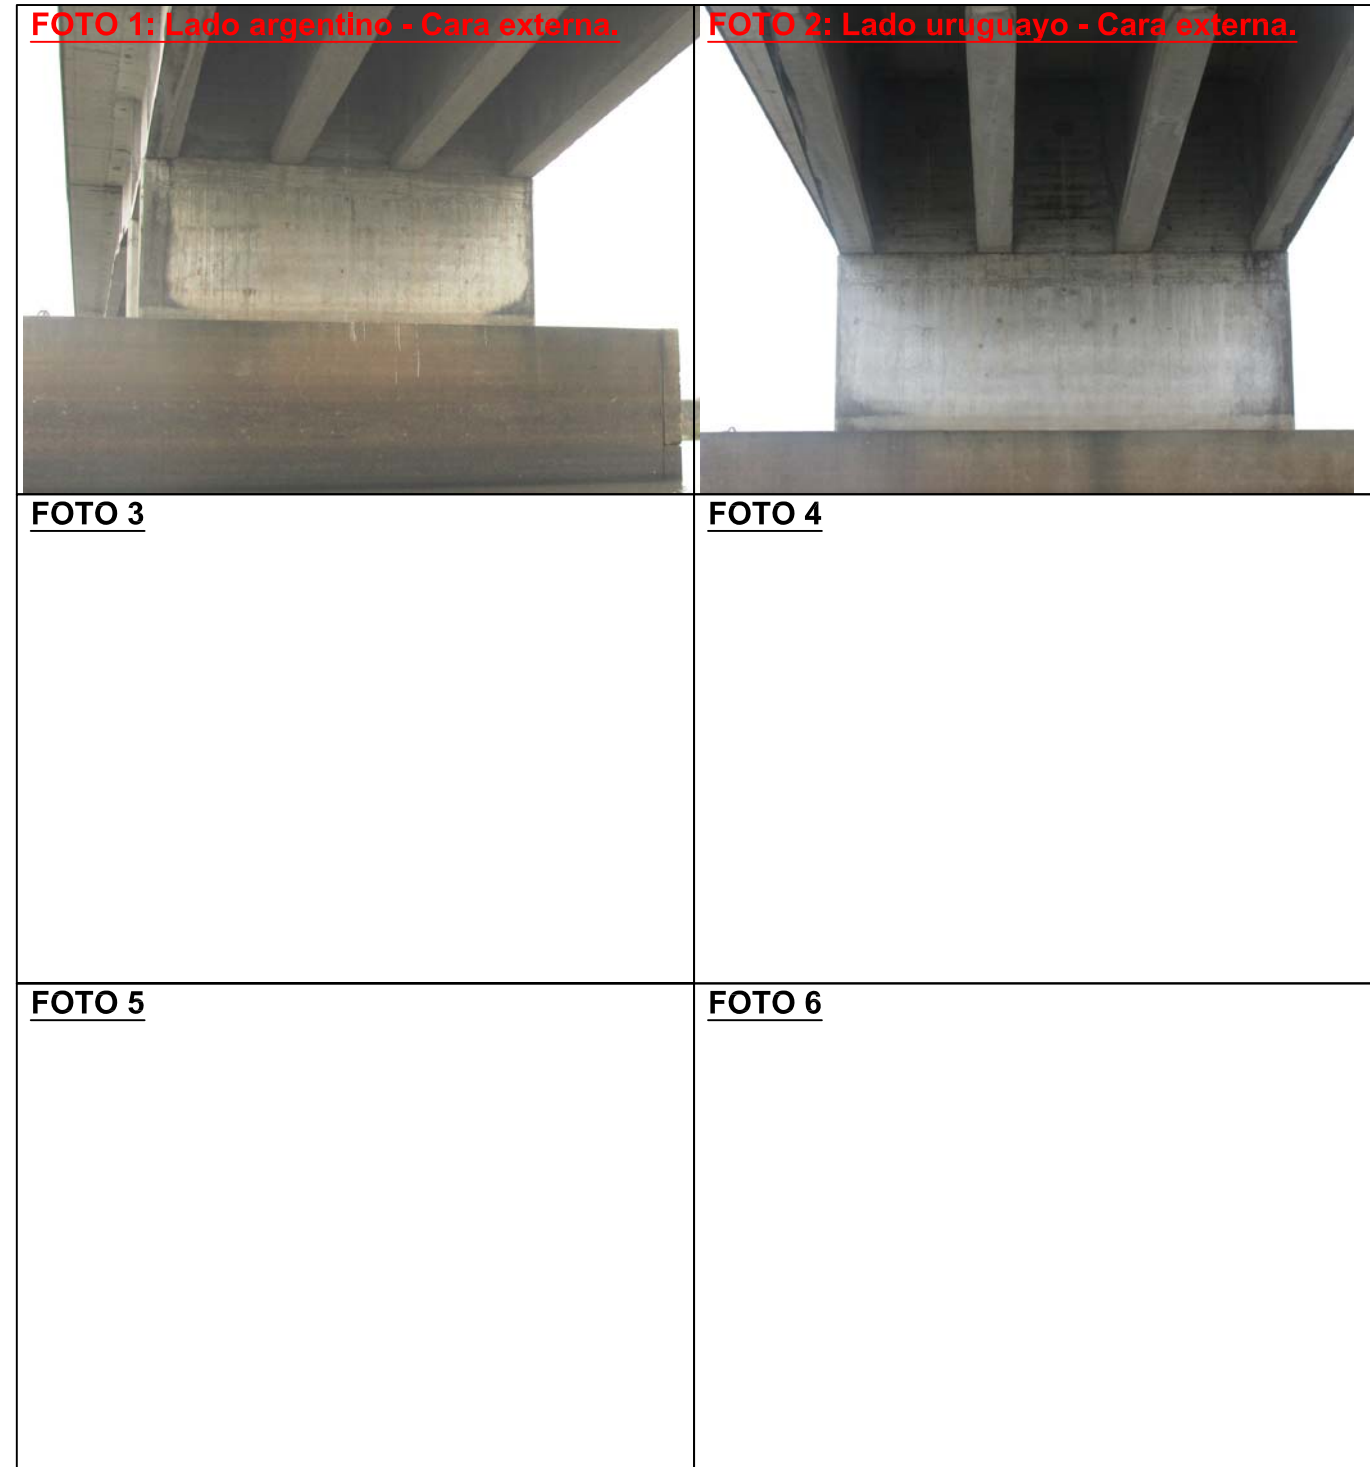 FOTO 1: Lado argentino - Cara externa.
FOTO 2: Lado uruguayo - Cara externa.
FOTO 3
FOTO 4
FOTO 5
FOTO 6